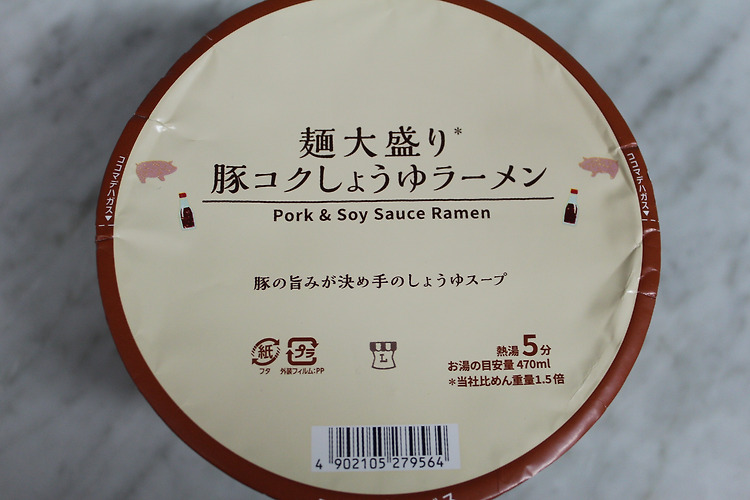 麺大盛り*
豚コクしょうゆラーメン
Pork & Soy Sauce Ramen
ココマデハガス▼
ココマデハガス▼
豚の旨みが決め手のしょうゆスープ
紙
フタ
プラ
外装フィルム:PP
L
熱湯5分
お湯の目安量 470ml
*当社比めん重量1.5倍
4 902105 279564